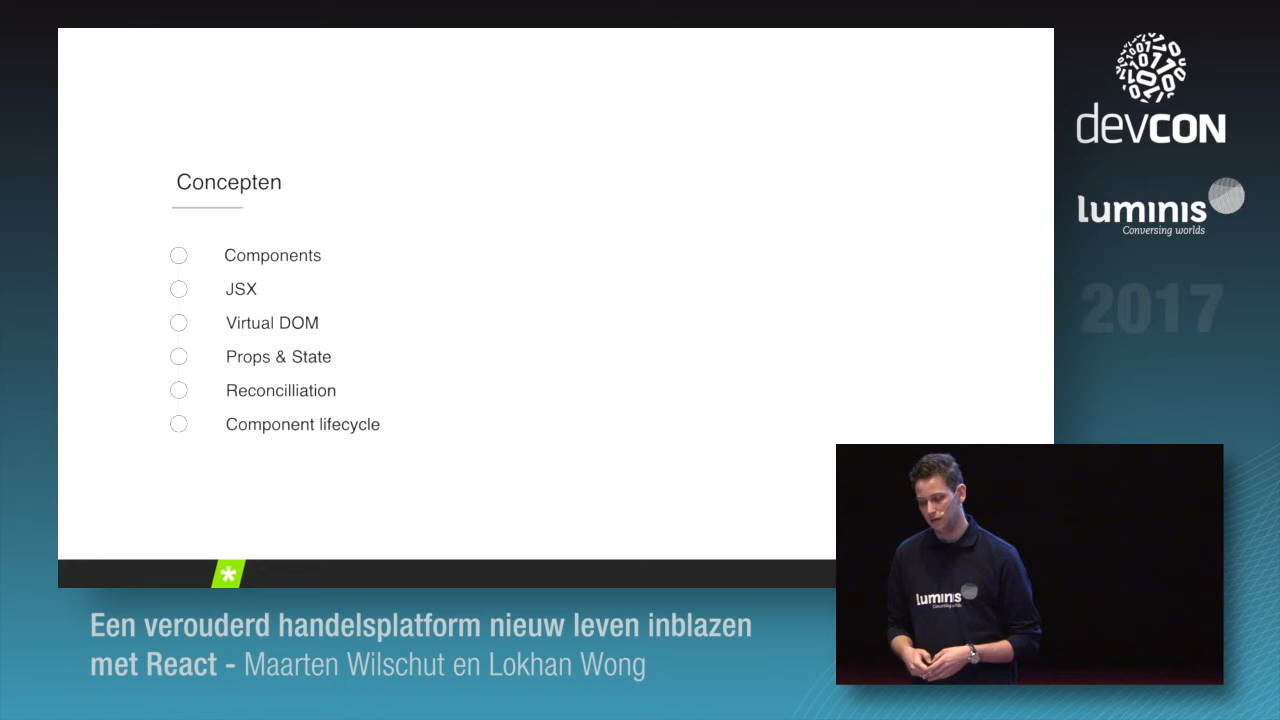 Concepten
Components
JSX
Virtual DOM
Props & State
Reconcilliation
Component lifecycle
devCON
luminis
Conversing worlds
2017
luminis
Een verouderd handelsplatform nieuw leven inblazen
met React - Maarten Wilschut en Lokhan Wong